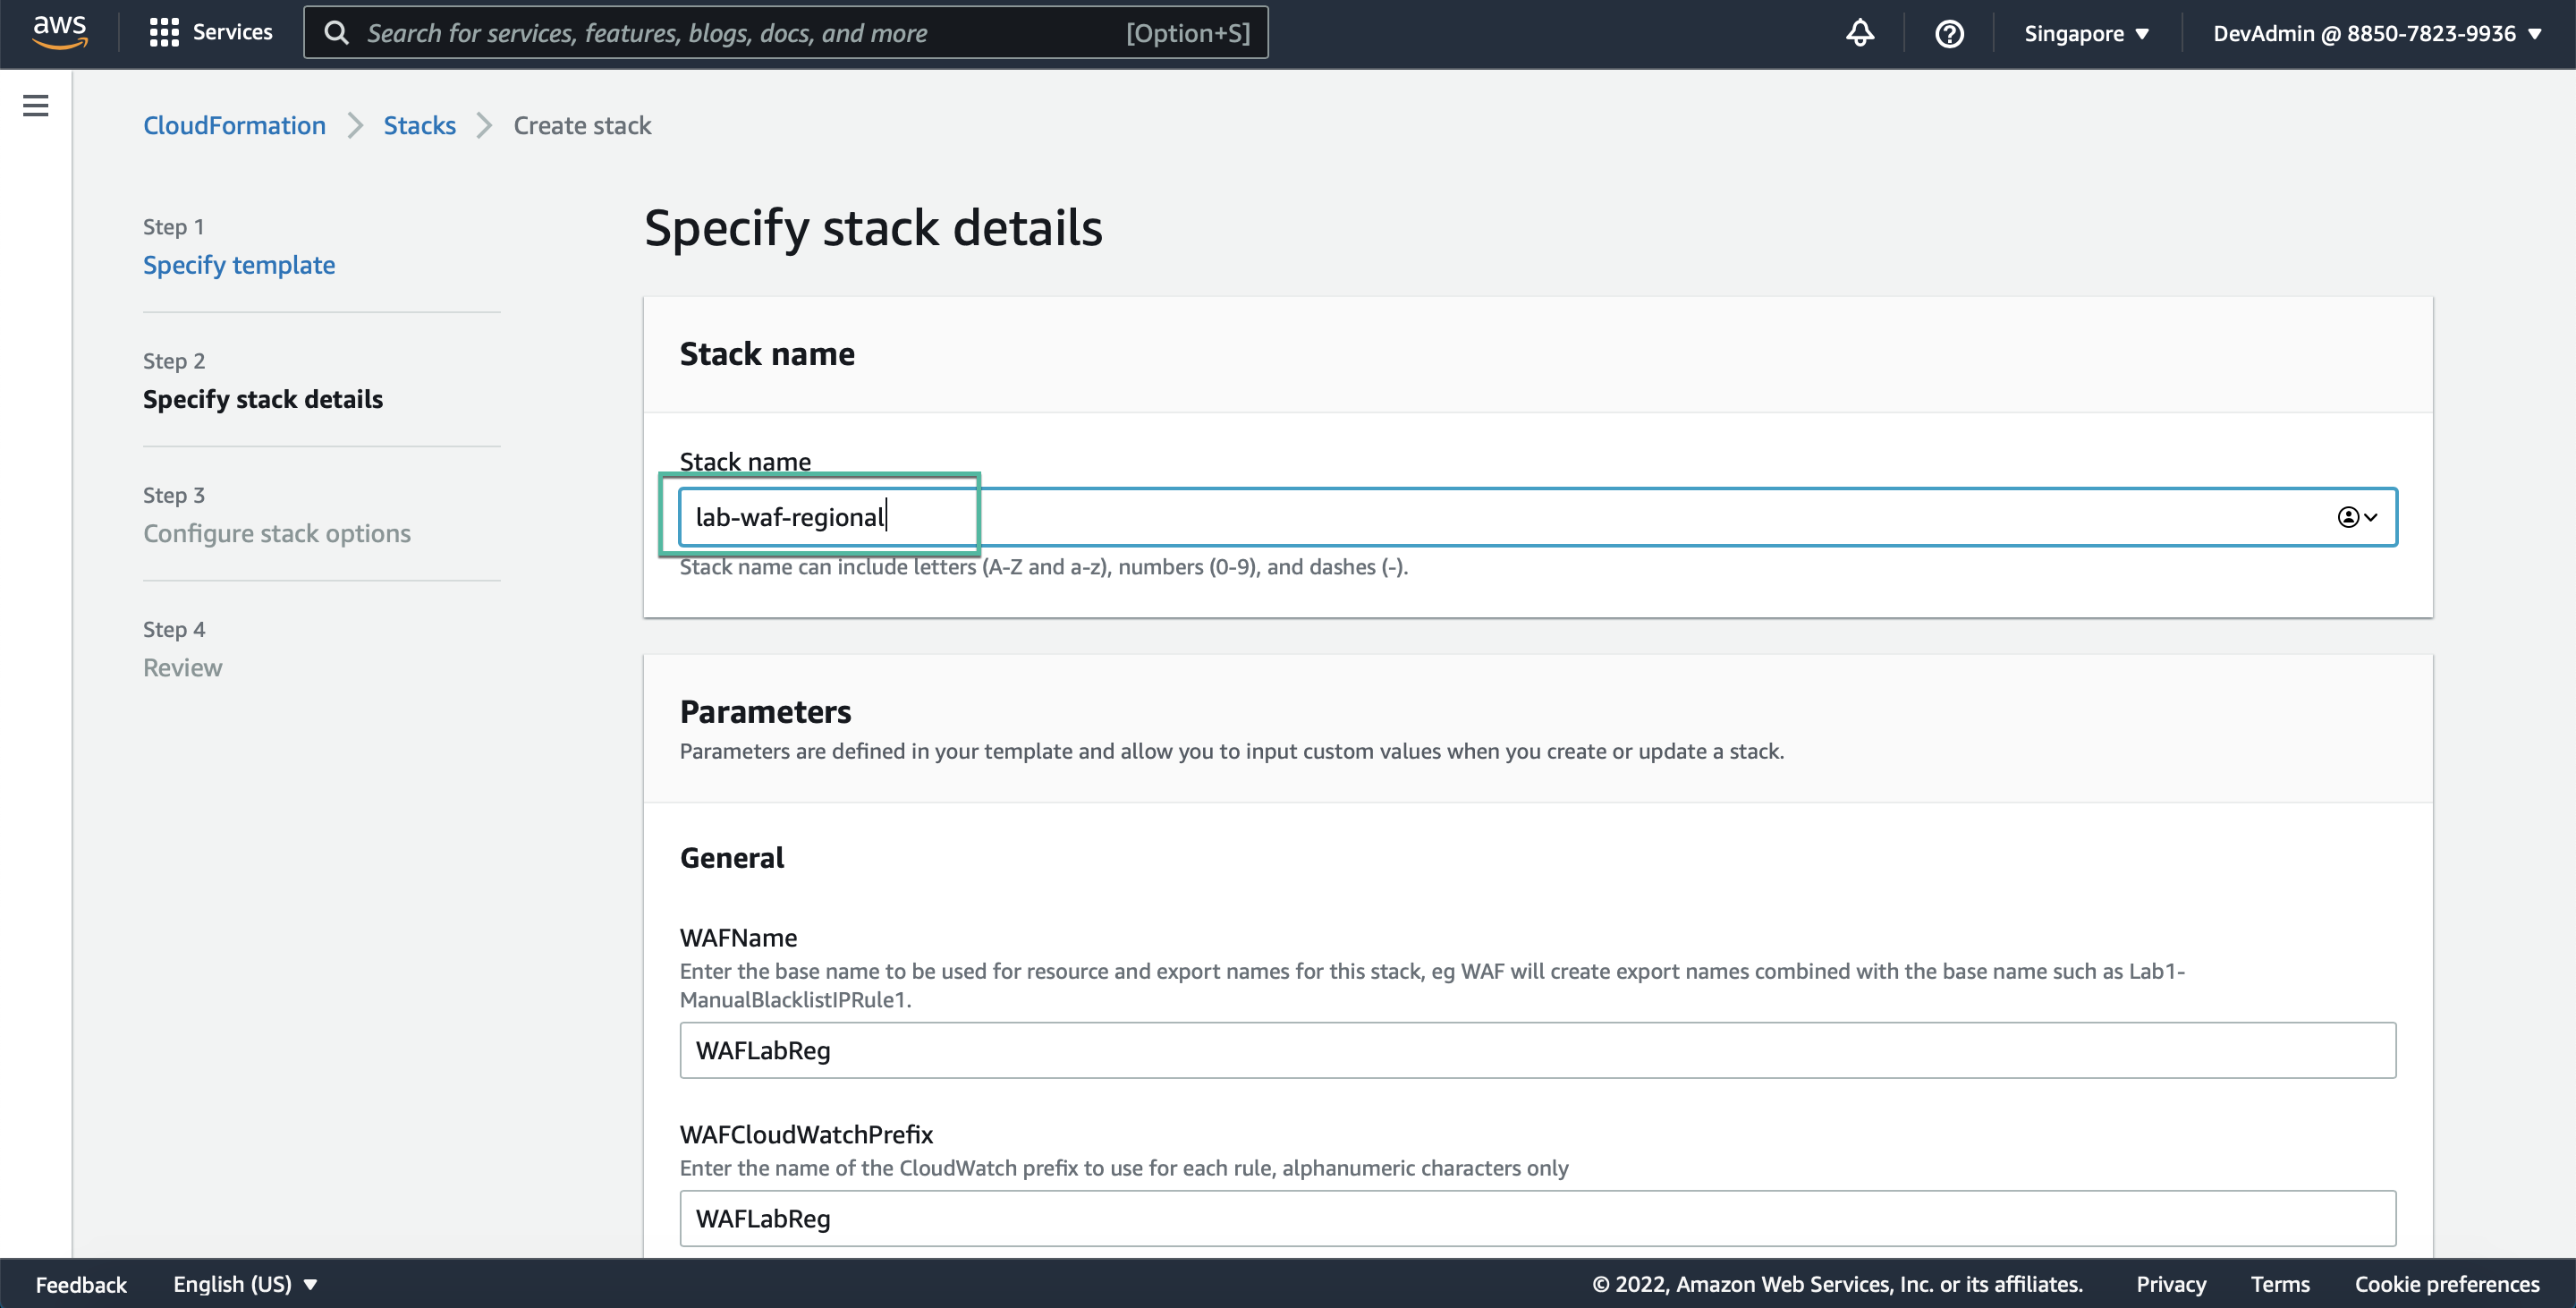 aws
Services
Search for services, features, blogs, docs, and more
[Option+S]
Singapore ▼
DevAdmin @ 8850-7823-9936 ▼
CloudFormation
Stacks
Create stack
Step 1
Specify template
Step 2
Specify stack details
Step 3
Configure stack options
Step 4
Review
Specify stack details
Stack name
Stack name
lab-waf-regional
Stack name can include letters (A-Z and a-z), numbers (0-9), and dashes (-).
Parameters
Parameters are defined in your template and allow you to input custom values when you create or update a stack.
General
WAFName
Enter the base name to be used for resource and export names for this stack, eg WAF will create export names combined with the base name such as Lab1-
ManualBlacklistIPRule1.
WAFLabReg
WAFCloudWatchPrefix
Enter the name of the CloudWatch prefix to use for each rule, alphanumeric characters only
WAFLabReg
Feedback
English (US) ▼
© 2022, Amazon Web Services, Inc. or its affiliates.
Privacy
Terms
Cookie preferences